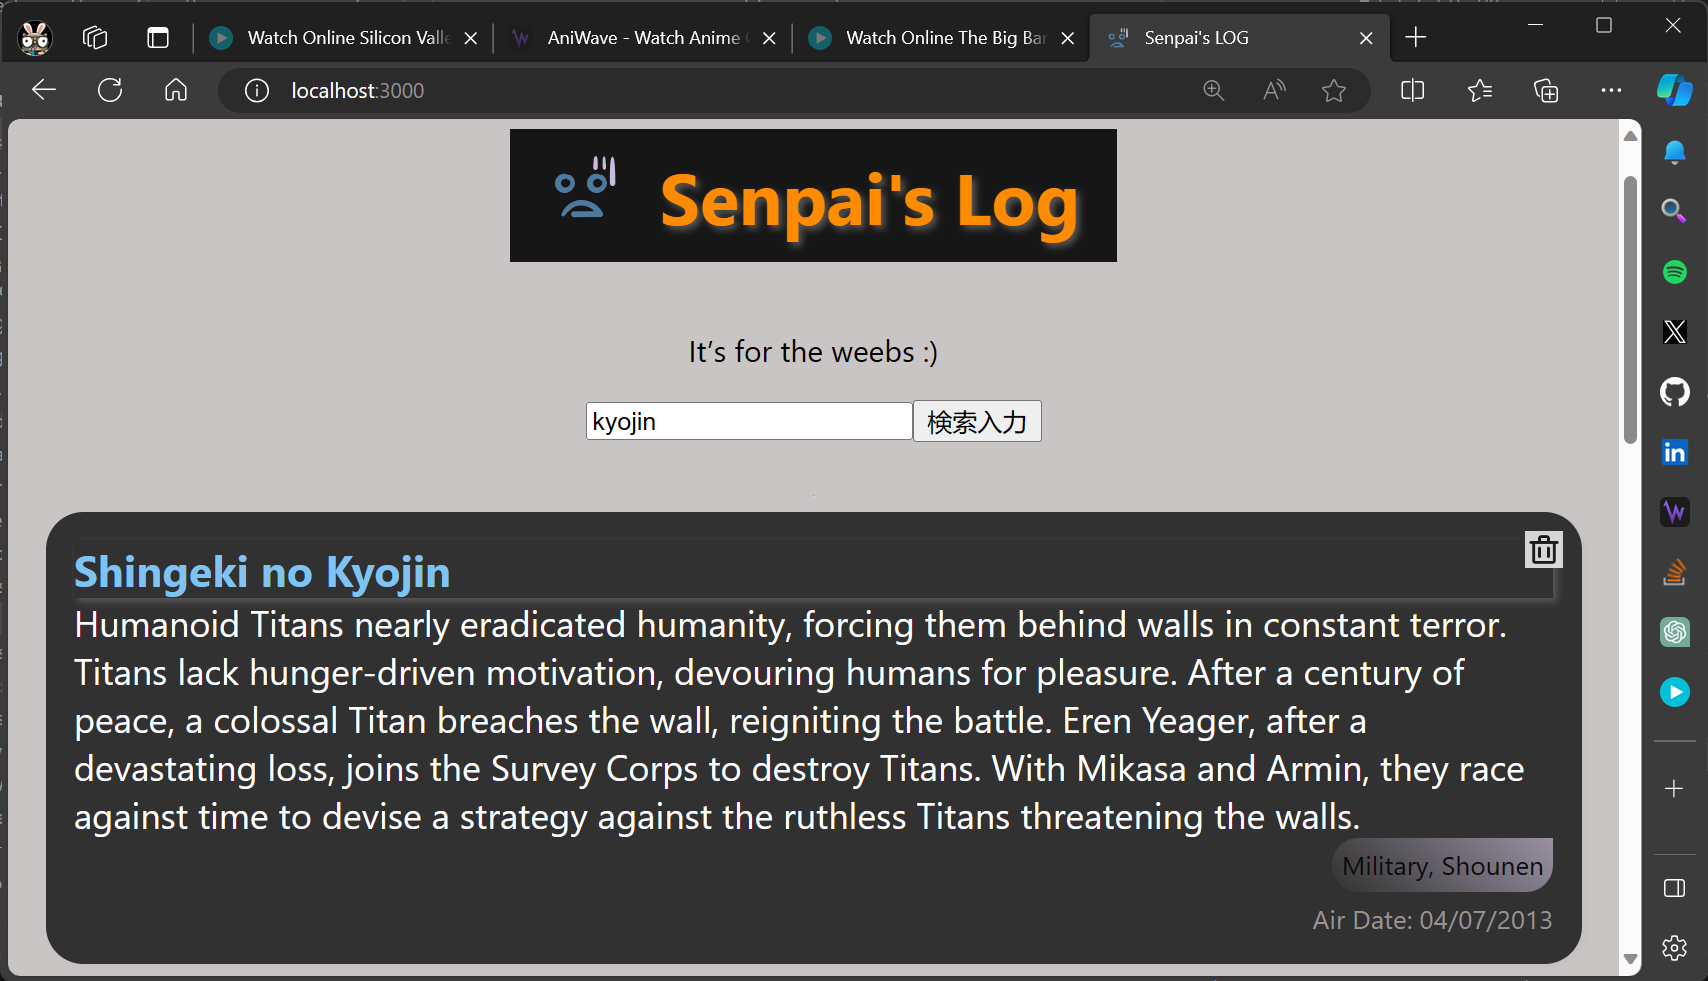 Watch Online Silicon Valle
AniWave - Watch Anime
Watch Online The Big Ban
Senpai's LOG
localhost:3000
Senpai's Log
It's for the weebs :)
kyojin
検索入力
Shingeki no Kyojin
Humanoid Titans nearly eradicated humanity, forcing them behind walls in constant terror.
Titans lack hunger-driven motivation, devouring humans for pleasure. After a century of
peace, a colossal Titan breaches the wall, reigniting the battle. Eren Yeager, after a
devastating loss, joins the Survey Corps to destroy Titans. With Mikasa and Armin, they race
against time to devise a strategy against the ruthless Titans threatening the walls.
Military, Shounen
Air Date: 04/07/2013